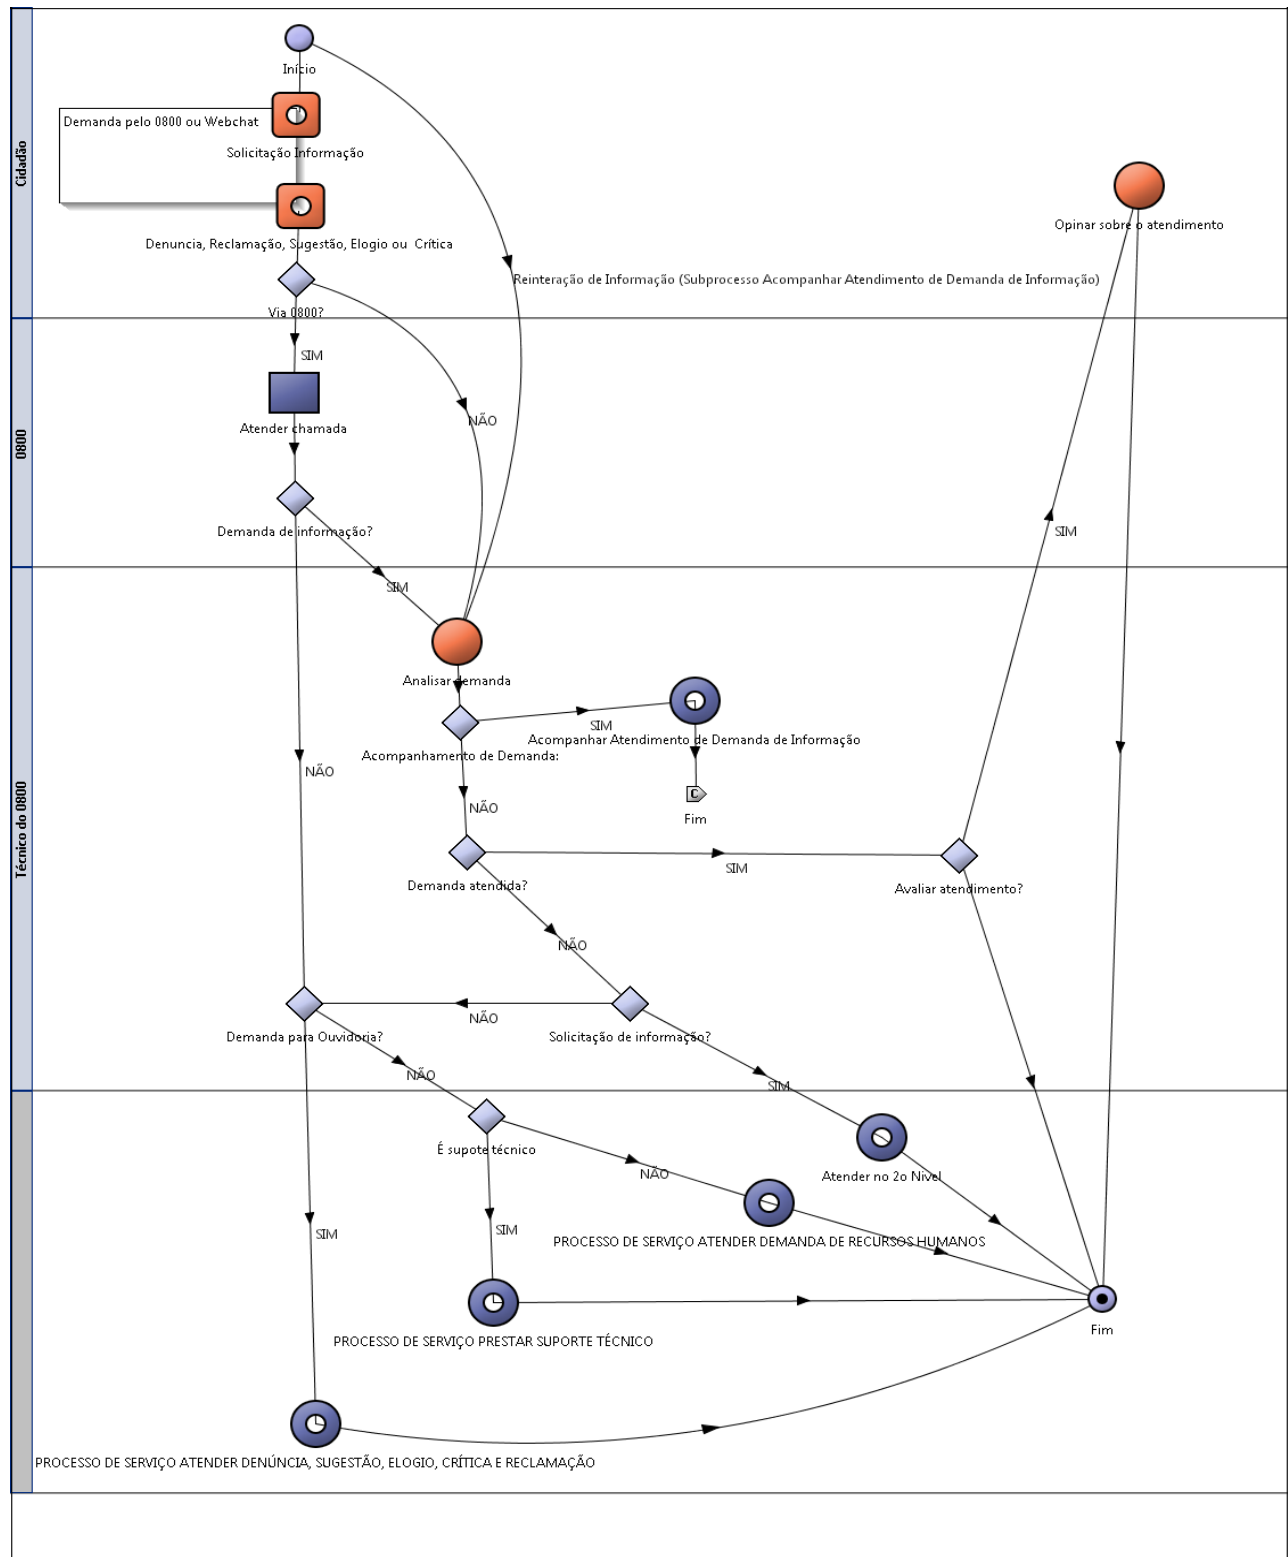 Cidadão
Início
Demanda pelo 0800 ou Webchat
Solicitação Informação
Opinar sobre o atendimento
Denuncia, Reclamação, Sugestão, Elogio ou  Crítica
Reinteração de Informação (Subprocesso Acompanhar Atendimento de Demanda de Informação)
Via 0800?
0800
SIM
NÃO
Atender chamada
Demanda de informação?
SIM
SIM
Técnico do 0800
Analisar demanda
SIM
Acompanhar Atendimento de Demanda de Informação
Acompanhamento de Demanda:
NÃO
NÃO
C
Fim
SIM
Demanda atendida?
Avaliar atendimento?
NÃO
NÃO
Demanda para Ouvidoria?
Solicitação de informação?
NÃO
SIM
É supote técnico
NÃO
Atender no 2o Nivel
SIM
SIM
PROCESSO DE SERVIÇO ATENDER DEMANDA DE RECURSOS HUMANOS
Fim
PROCESSO DE SERVIÇO PRESTAR SUPORTE TÉCNICO
PROCESSO DE SERVIÇO ATENDER DENÚNCIA, SUGESTÃO, ELOGIO, CRÍTICA E RECLAMAÇÃO